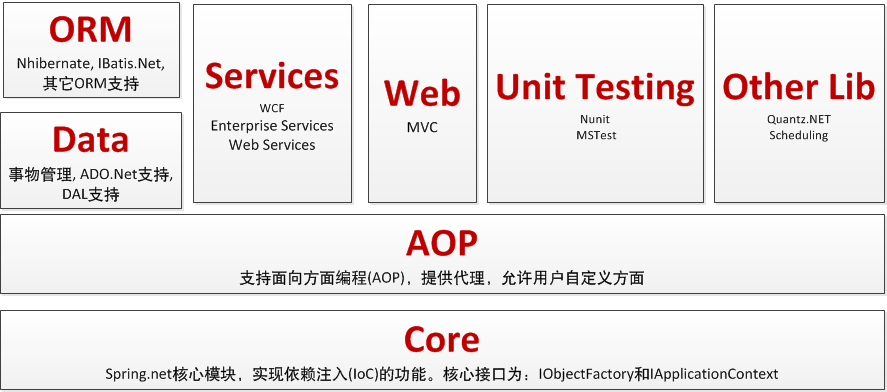 ORM
Nhibernate, IBatis.Net,
其它ORM支持
Data
事物管理, ADO.Net支持,
DAL支持
Services
WCF
Enterprise Services
Web Services
Web
MVC
Unit Testing
Nunit
MSTest
Other Lib
Quantz.NET
Scheduling
AOP
支持面向方面编程(AOP)，提供代理，允许用户自定义方面
Core
Spring.net核心模块，实现依赖注入(IoC)的功能。核心接口为：IObjectFactory和IApplicationContext